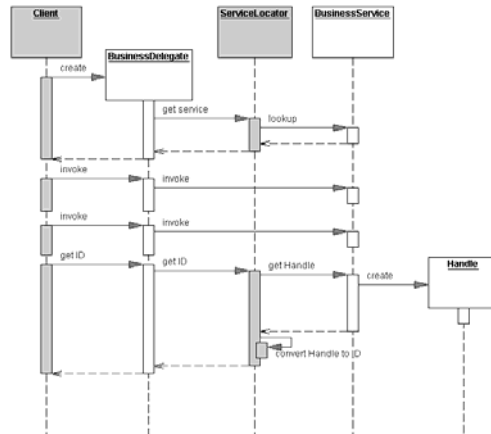 Client
ServiceLocator
BusinessService
BusinessDelegate
create
get service
lookup
invoke
invoke
invoke
invoke
get ID
get ID
get Handle
create
Handle
convert Handle to ID